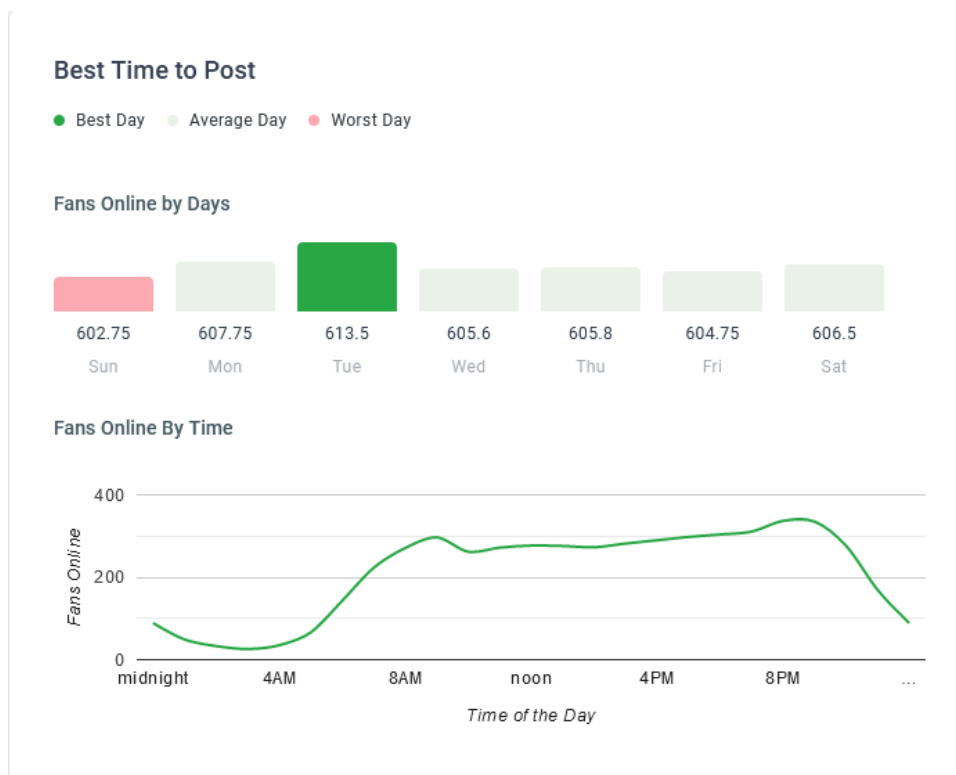 Best Time to Post
Best Day Average Day Worst Day
Fans Online by Days
602.75 607.75 613.5 605.6 605.8 604.75 606.5
Sun Mon Tue Wed Thu Fri Sat
Fans Online By Time
400
200
0
Fans Online
midnight 4AM 8AM noon 4PM 8PM ...
Time of the Day